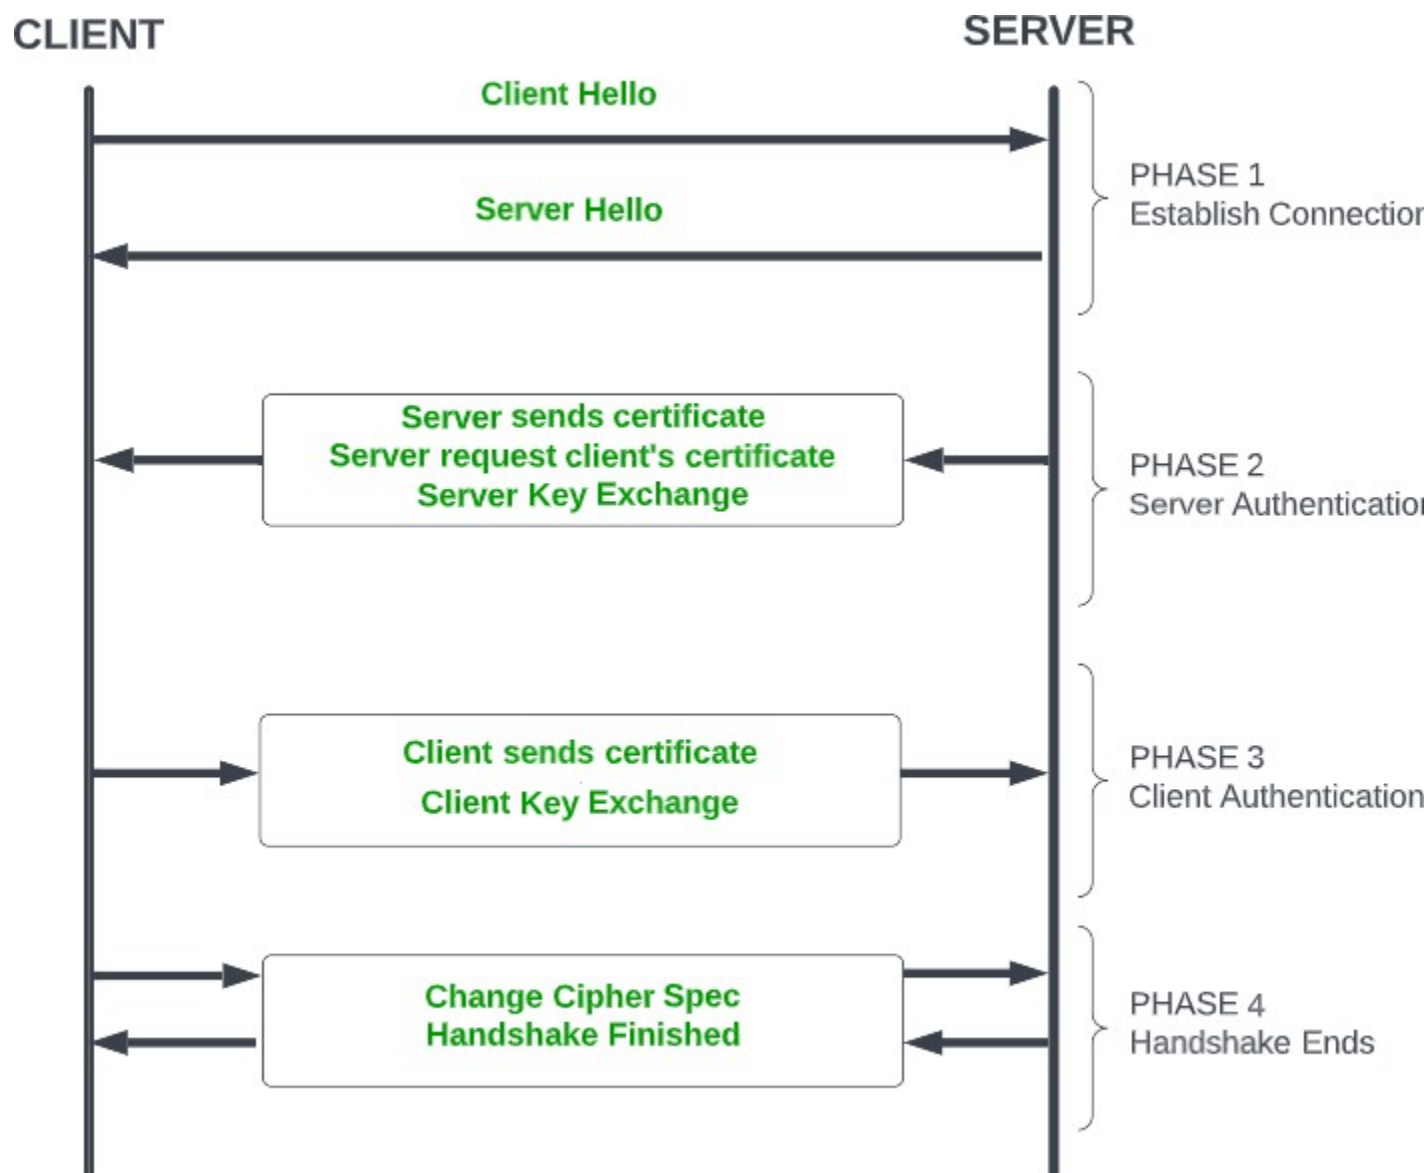 CLIENT
SERVER
Client Hello
Server Hello
PHASE 1
Establish Connection
Server sends certificate
Server request client's certificate
Server Key Exchange
PHASE 2
Server Authentication
Client sends certificate
Client Key Exchange
PHASE 3
Client Authentication
Change Cipher Spec
Handshake Finished
PHASE 4
Handshake Ends